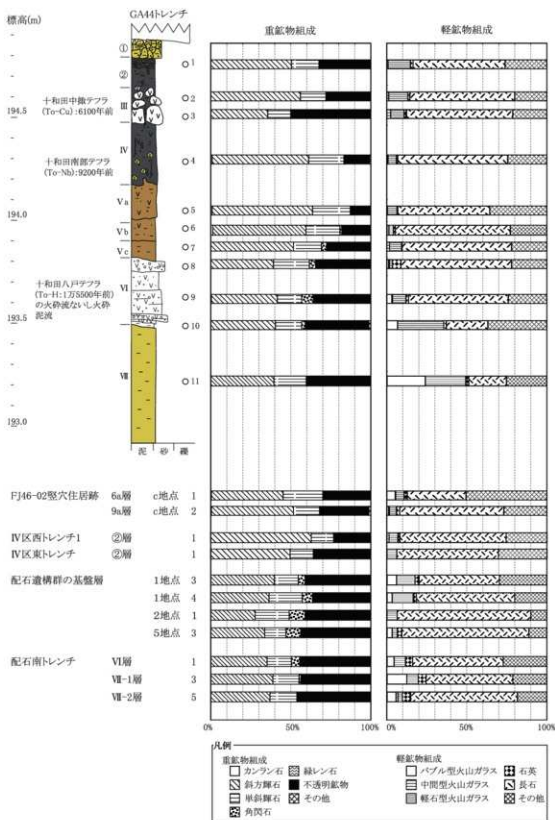 標高(m)
GA44トレンチ
重鉱物組成
軽鉱物組成
①
②
Ⅲ
Ⅳ
Ⅴa
Ⅴb
Ⅴc
Ⅵ
Ⅶ
1
2
3
4
5
6
7
8
9
10
11
十和田中掫テフラ
(To-Cu):6100年前
194.5
十和田南部テフラ
(To-Nb):9200年前
194.0
十和田八戸テフラ
(To-H:1万5500年前)
の火砕流ないし火砕
泥流
193.5
193.0
泥 砂 礫
FJ46-02竪穴住居跡 6a層 c地点 1
9a層 c地点 2
Ⅳ区西トレンチ1 ②層 1
Ⅳ区東トレンチ ②層 1
配石遺構群の基盤層 1地点 3
1地点 4
2地点 1
5地点 3
配石南トレンチ Ⅵ層 1
Ⅶ-1層 3
Ⅶ-2層 5
0% 50% 100%
0% 50% 100%
凡例
重鉱物組成
カンラン石 緑レン石
斜方輝石 不透明鉱物
単斜輝石 その他
角閃石
軽鉱物組成
バブル型火山ガラス 石英
中間型火山ガラス 長石
軽石型火山ガラス その他